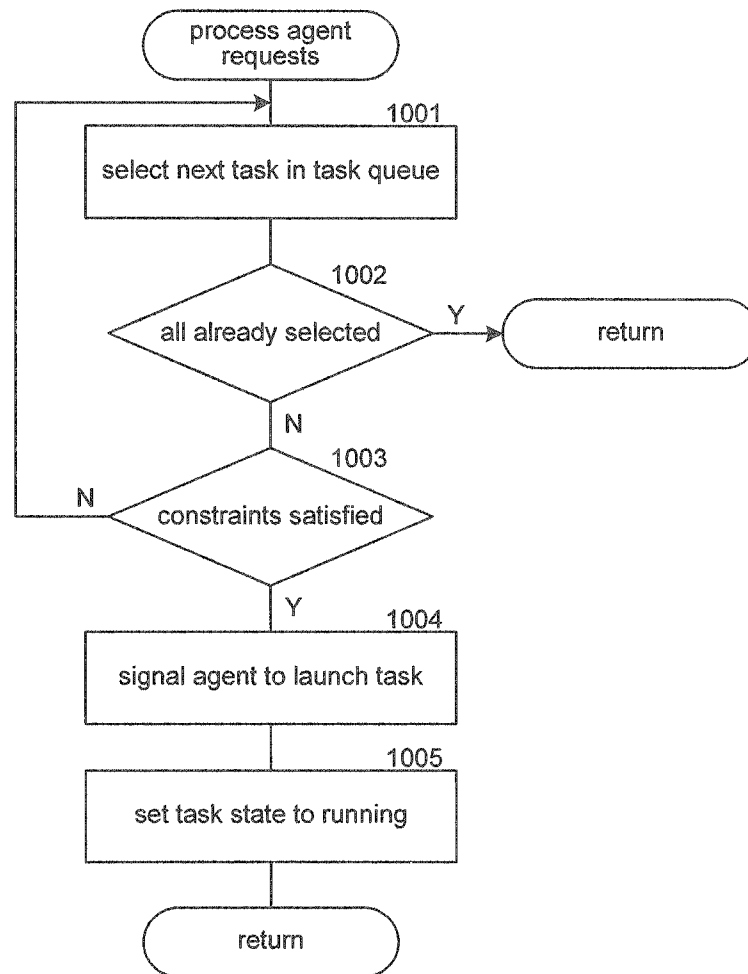 process agent
requests
1001
select next task in task queue
1002
all already selected
Y
return
N
1003
N
constraints satisfied
Y
1004
signal agent to launch task
1005
set task state to running
return